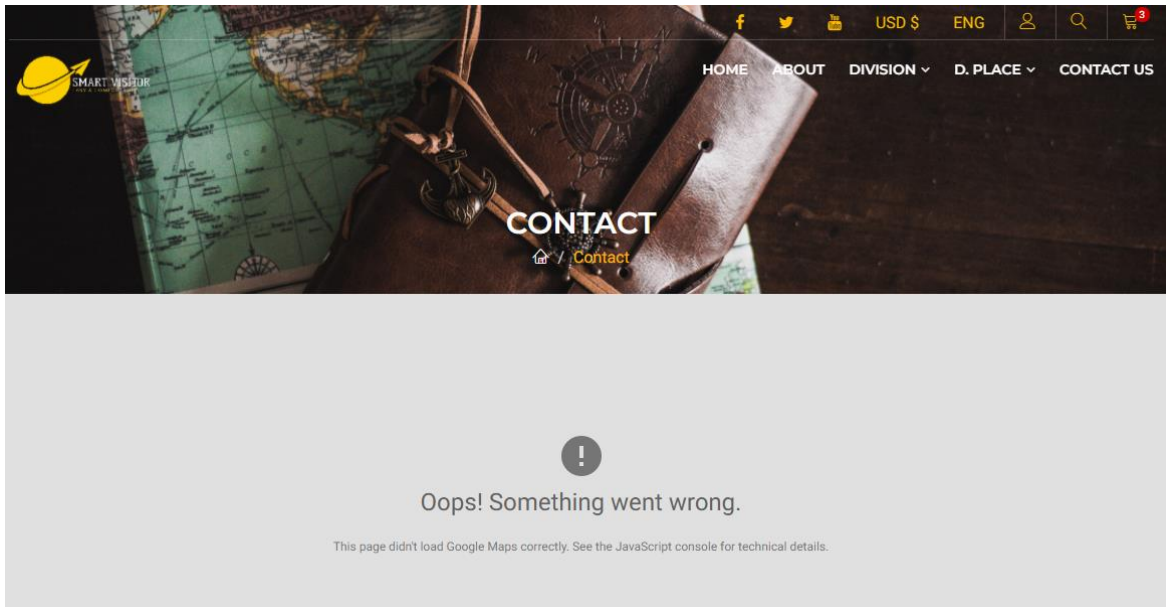 USD $ ENG 3
SMART
HOME ABOUT DIVISION D. PLACE CONTACT US
CONTACT
/ Contact
Oops! Something went wrong.
This page didn't load Google Maps correctly. See the JavaScript console for technical details.